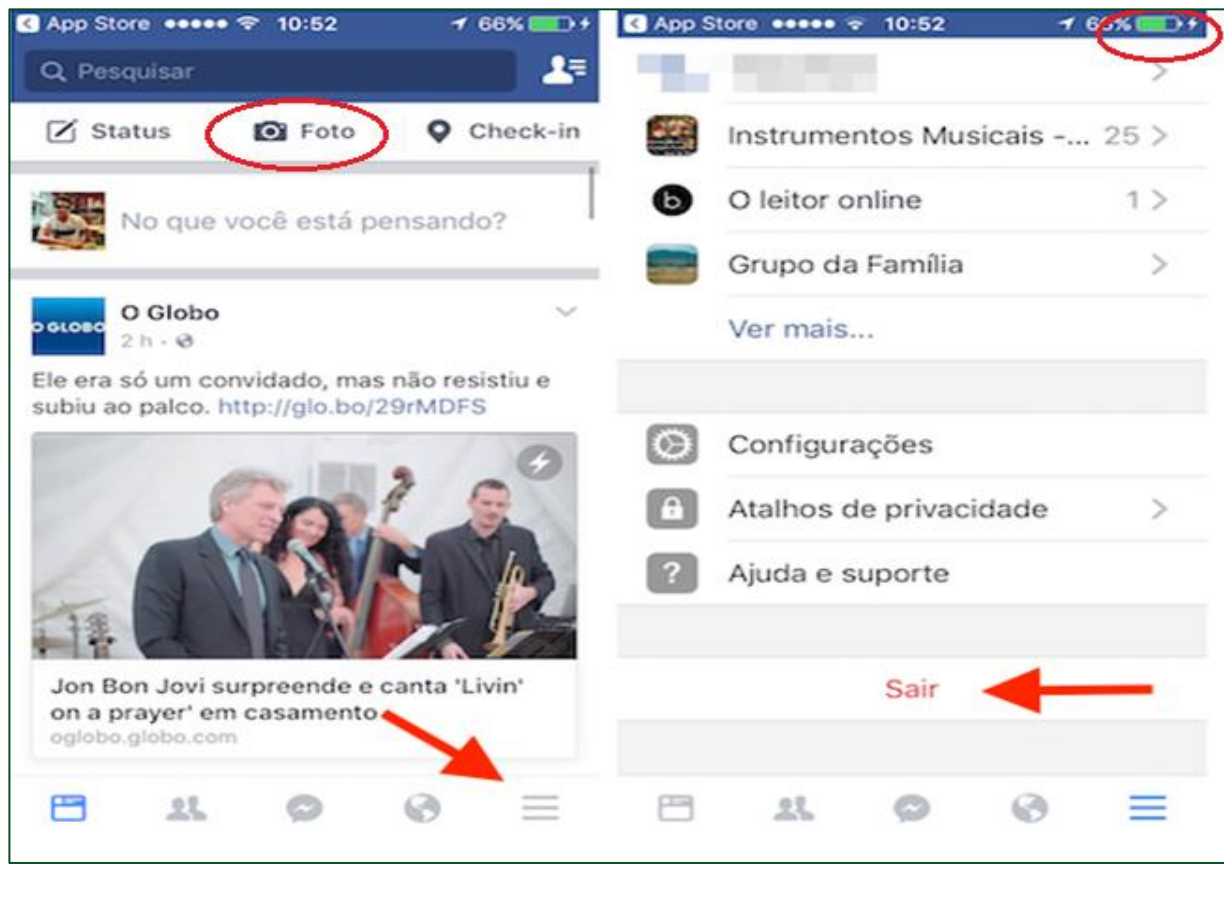 App Store 10:52 66%
Pesquisar
Status Foto Check-in
No que você está pensando?
O GLOBO
O Globo
2 h
Ele era só um convidado, mas não resistiu e
subiu ao palco. http://glo.bo/29rMDFS
Jon Bon Jovi surpreende e canta 'Livin'
on a prayer' em casamento
oglobo.globo.com
App Store 10:52
Instrumentos Musicais -... 25
b O leitor online 1
Grupo da Família
Ver mais...
Configurações
Atalhos de privacidade
? Ajuda e suporte
Sair